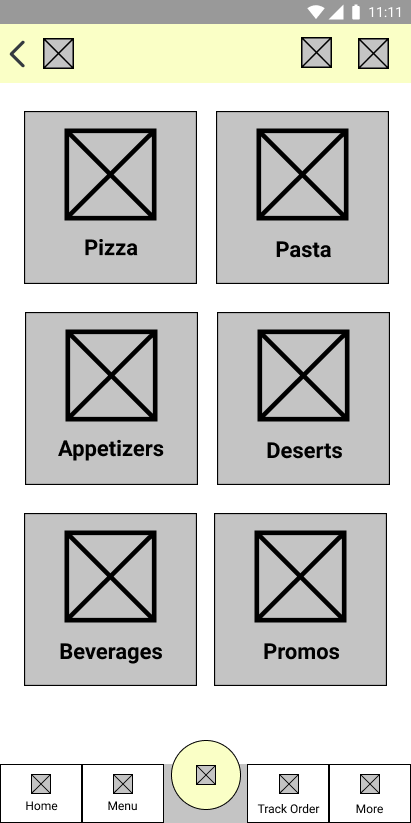 11:11
Pizza
Pasta
Appetizers
Deserts
Beverages
Promos
Home
Menu
Track Order
More